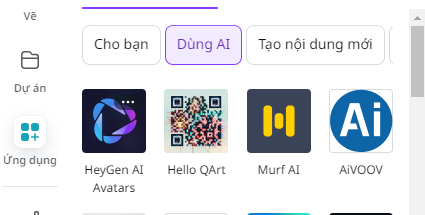 Vẽ
Dự án
Ứng dụng
Cho bạn
Dùng AI
Tạo nội dung mới
Ai
HeyGen AI
Avatars
Hello QArt
Murf AI
AiVOOV